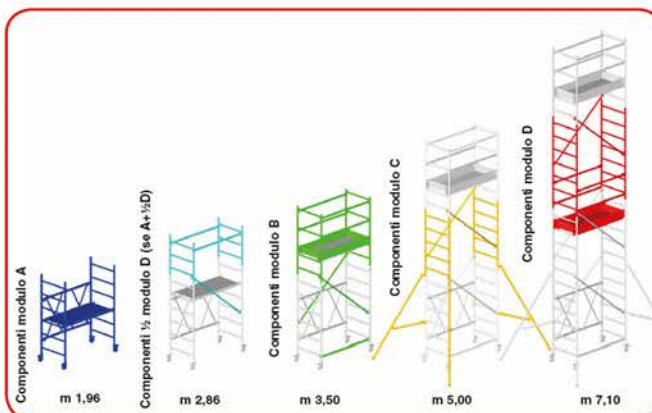 Componenti modulo A
Componenti ½ modulo D (se A+½D)
Componenti modulo B
Componenti modulo C
Componenti modulo D
m 1,96
m 2,86
m 3,50
m 5,00
m 7,10